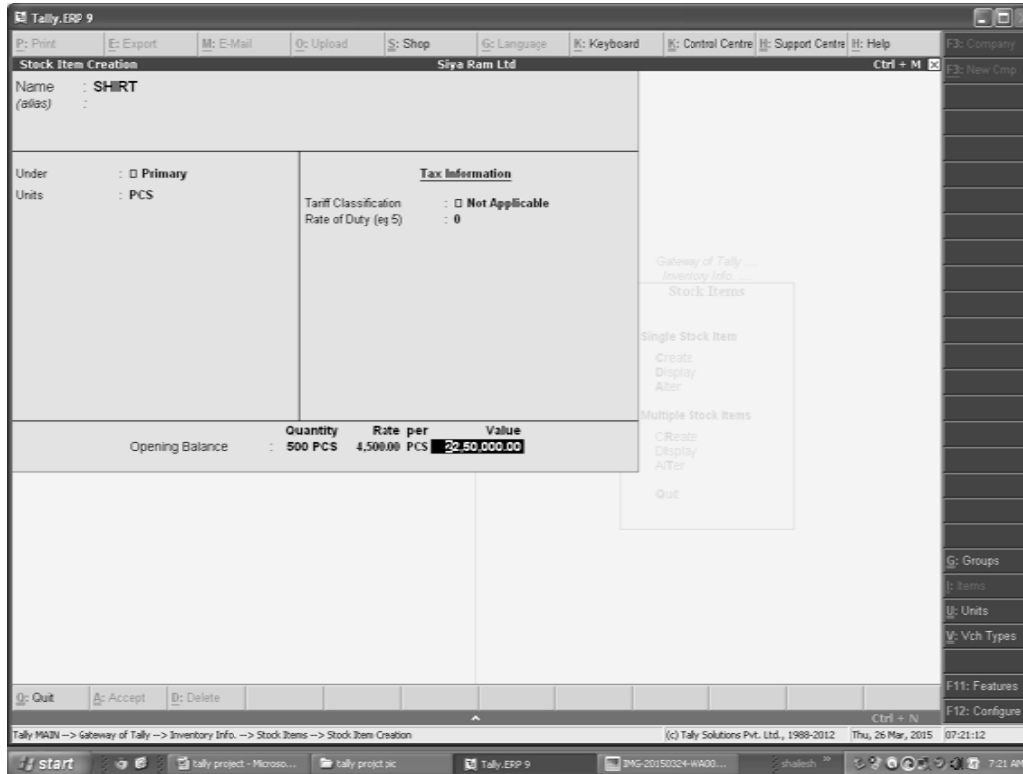 Tally.ERP 9
P: Print E: Export M: E-Mail O: Upload S: Shop G: Language K: Keyboard K: Control Centre H: Support Centre H: Help F3: Company
Stock Item Creation Siya Ram Ltd Ctrl + M F3: New Cmp
Name : SHIRT
(alias) :
Under : Primary Tax Information
Units : PCS
Tariff Classification : Not Applicable
Rate of Duty (eg 5) : 0
Gateway of Tally ...
Inventory Info. ...
Stock Items
Single Stock Item
Create
Display
Alter
Multiple Stock Items
CReate
DIsplay
AlTer
Quit
Quantity Rate per Value
Opening Balance : 500 PCS 4,500.00 PCS 22,50,000.00
G: Groups
I: Items
U: Units
V: Vch Types
F11: Features
F12: Configure
Q: Quit A: Accept D: Delete
Ctrl + N
Tally MAIN --> Gateway of Tally --> Inventory Info. --> Stock Items --> Stock Item Creation (c) Tally Solutions Pvt. Ltd., 1988-2012 Thu, 26 Mar, 2015 07:21:12
start tally project - Microso... tally projct pic Tally.ERP 9 IMG-20150324-WA00... shailesh 7:21 AM